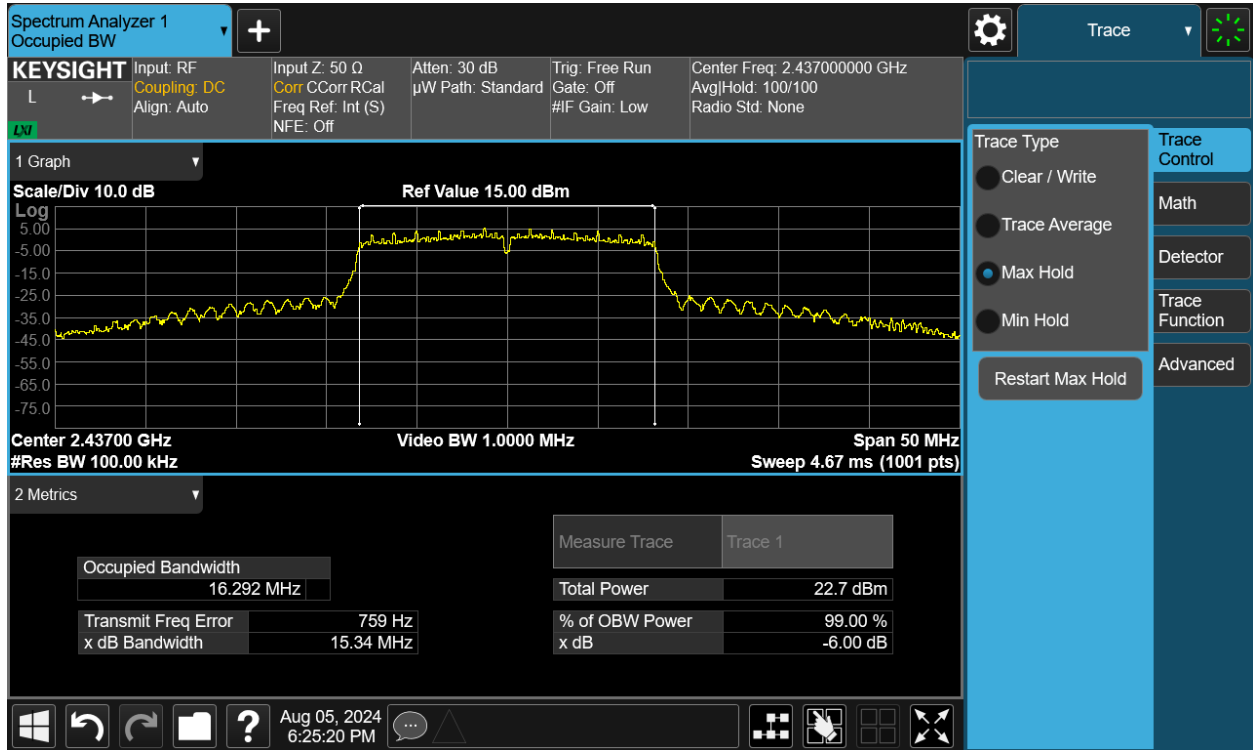 Spectrum Analyzer 1
Occupied BW
+
Trace
KEYSIGHT
L
LXI
Input: RF
Coupling: DC
Align: Auto
Input Z: 50 Ω
Corr CCorr RCal
Freq Ref: Int (S)
NFE: Off
Atten: 30 dB
µW Path: Standard
Trig: Free Run
Gate: Off
#IF Gain: Low
Center Freq: 2.437000000 GHz
Avg|Hold: 100/100
Radio Std: None
1 Graph
Scale/Div 10.0 dB
Ref Value 15.00 dBm
Log
5.00
-5.00
-15.0
-25.0
-35.0
-45.0
-55.0
-65.0
-75.0
Center 2.43700 GHz
Video BW 1.0000 MHz
Span 50 MHz
#Res BW 100.00 kHz
Sweep 4.67 ms (1001 pts)
2 Metrics
Measure Trace
Trace 1
Occupied Bandwidth
16.292 MHz
Total Power
22.7 dBm
Transmit Freq Error
759 Hz
% of OBW Power
99.00 %
x dB Bandwidth
15.34 MHz
x dB
-6.00 dB
Trace Type
Clear / Write
Trace Average
Max Hold
Min Hold
Restart Max Hold
Trace
Control
Math
Detector
Trace
Function
Advanced
?
Aug 05, 2024
6:25:20 PM